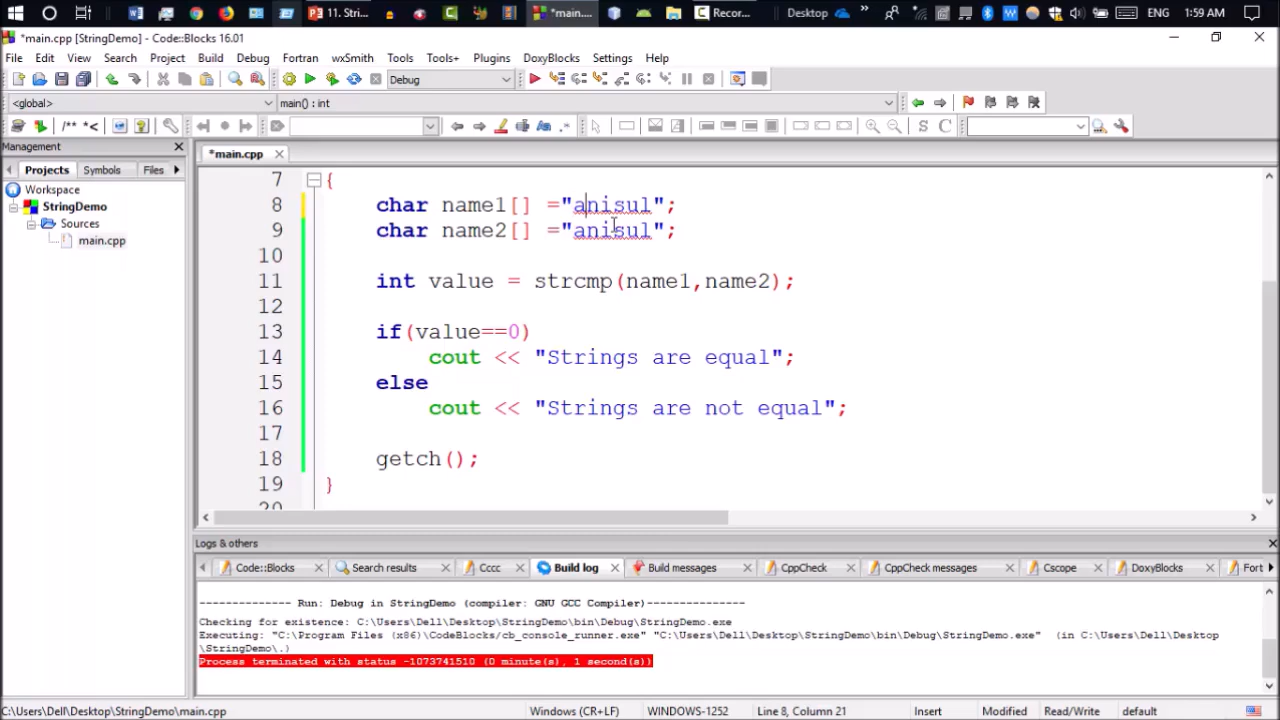 11. Stri...
*main....
Recor...
Desktop
ENG
1:59 AM
*main.cpp [StringDemo] - Code::Blocks 16.01
File Edit View Search Project Build Debug Fortran wxSmith Tools Tools+ Plugins DoxyBlocks Settings Help
Debug
<global>
main() : int
/** *<
S C
Management
*main.cpp
Projects Symbols Files
Workspace
StringDemo
Sources
main.cpp
7 {
8 char name1[] ="anisul";
9 char name2[] ="anisul";
10
11 int value = strcmp(name1,name2);
12
13 if(value==0)
14 cout << "Strings are equal";
15 else
16 cout << "Strings are not equal";
17
18 getch();
19 }
20
Logs & others
Code::Blocks Search results Cccc Build log Build messages CppCheck CppCheck messages Cscope DoxyBlocks Fort
-------------- Run: Debug in StringDemo (compiler: GNU GCC Compiler)---------------
Checking for existence: C:\Users\Dell\Desktop\StringDemo\bin\Debug\StringDemo.exe
Executing: "C:\Program Files (x86)\CodeBlocks/cb_console_runner.exe" "C:\Users\Dell\Desktop\StringDemo\bin\Debug\StringDemo.exe"  (in C:\Users\Dell\Desktop
\StringDemo\.)
Process terminated with status -1073741510 (0 minute(s), 1 second(s))
C:\Users\Dell\Desktop\StringDemo\main.cpp Windows (CR+LF) WINDOWS-1252 Line 8, Column 21 Insert Modified Read/Write default